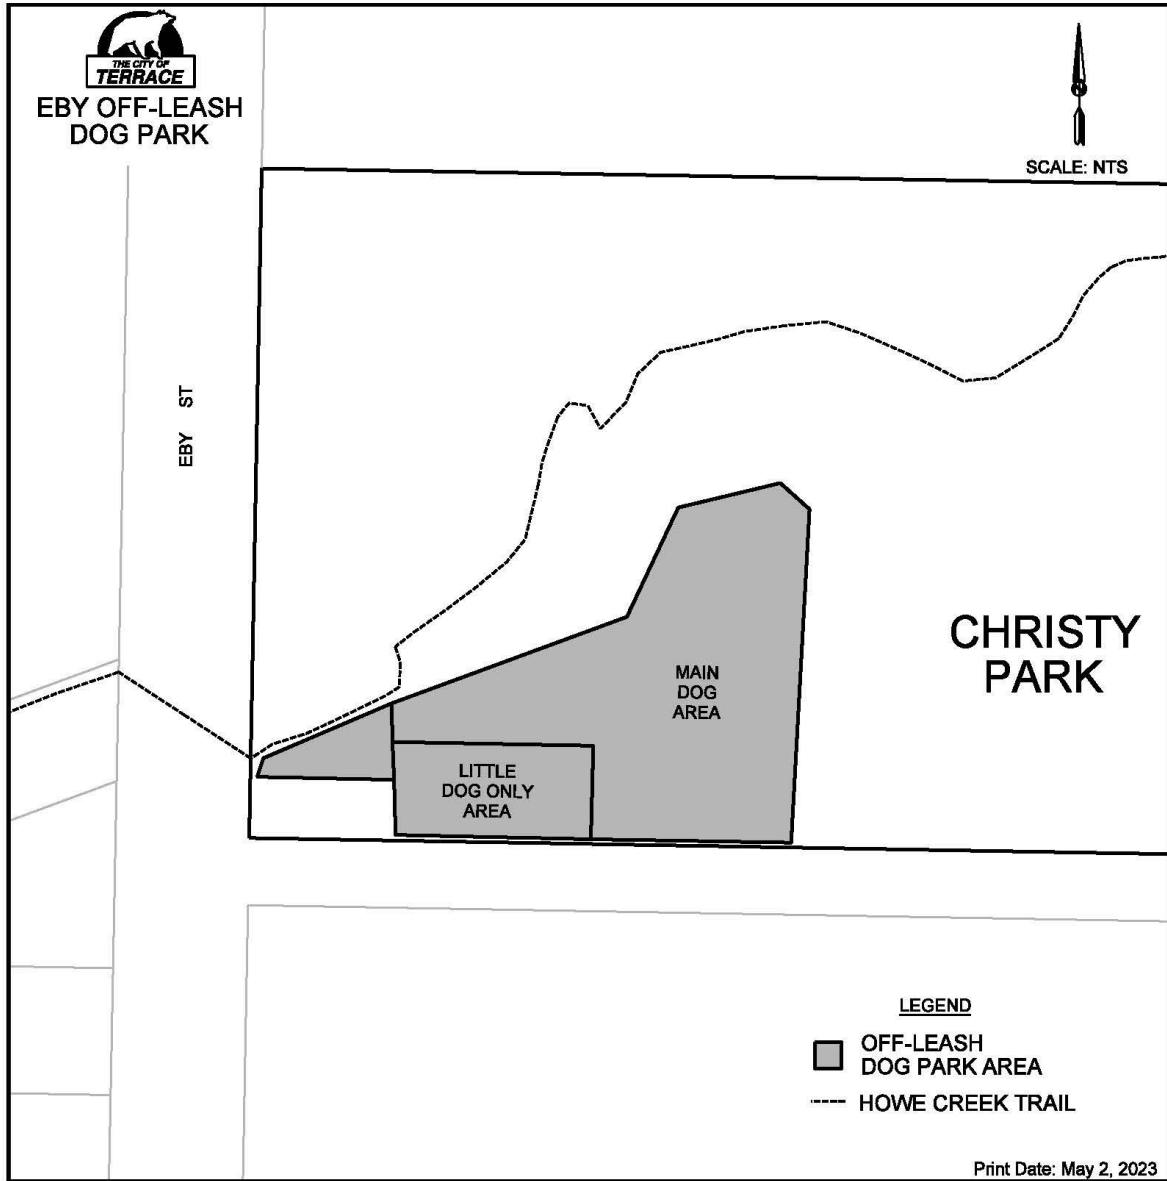 THE CITY OF
TERRACE
EBY OFF-LEASH
DOG PARK
N
SCALE: NTS
EBY ST
CHRISTY
PARK
MAIN
DOG
AREA
LITTLE
DOG ONLY
AREA
LEGEND
OFF-LEASH
DOG PARK AREA
HOWE CREEK TRAIL
Print Date: May 2, 2023